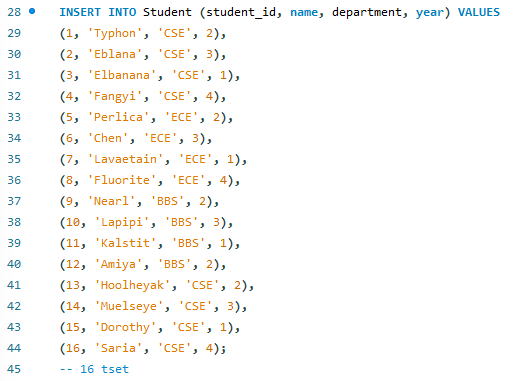 28 INSERT INTO Student (student_id, name, department, year) VALUES
29 (1, 'Typhon', 'CSE', 2),
30 (2, 'Eblana', 'CSE', 3),
31 (3, 'Elbanana', 'CSE', 1),
32 (4, 'Fangyi', 'CSE', 4),
33 (5, 'Perlica', 'ECE', 2),
34 (6, 'Chen', 'ECE', 3),
35 (7, 'Lavaetain', 'ECE', 1),
36 (8, 'Fluorite', 'ECE', 4),
37 (9, 'Nearl', 'BBS', 2),
38 (10, 'Lapipi', 'BBS', 3),
39 (11, 'Kalstit', 'BBS', 1),
40 (12, 'Amiya', 'BBS', 2),
41 (13, 'Hoolheyak', 'CSE', 2),
42 (14, 'Muelseye', 'CSE', 3),
43 (15, 'Dorothy', 'CSE', 1),
44 (16, 'Saria', 'CSE', 4);
45 -- 16 tset